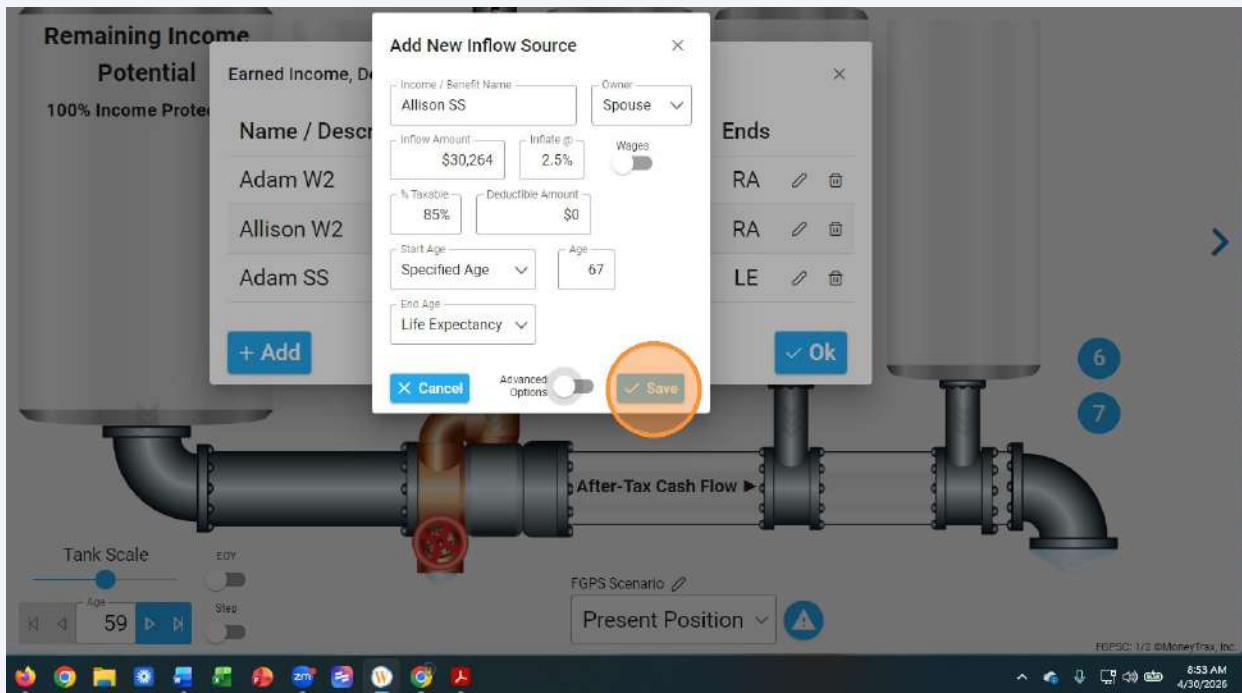 Remaining Income
Potential
100% Income Prote
Earned Income, D
Name / Descr
Ends
Adam W2
RA
Allison W2
RA
Adam SS
LE
+ Add
Ok
Add New Inflow Source
Income / Benefit Name
Allison SS
Owner
Spouse
Inflow Amount
$30,264
Inflate @
2.5%
Wages
% Taxable
85%
Deductible Amount
$0
Start Age
Specified Age
Age
67
End Age
Life Expectancy
Cancel
Advanced
Options
Save
6
7
After-Tax Cash Flow ►
Tank Scale
EOY
Age
59
Step
FGPS Scenario
Present Position
FGPSC: 1/2 ©MoneyTrax, Inc.
zm
W
8:53 AM
4/30/2026